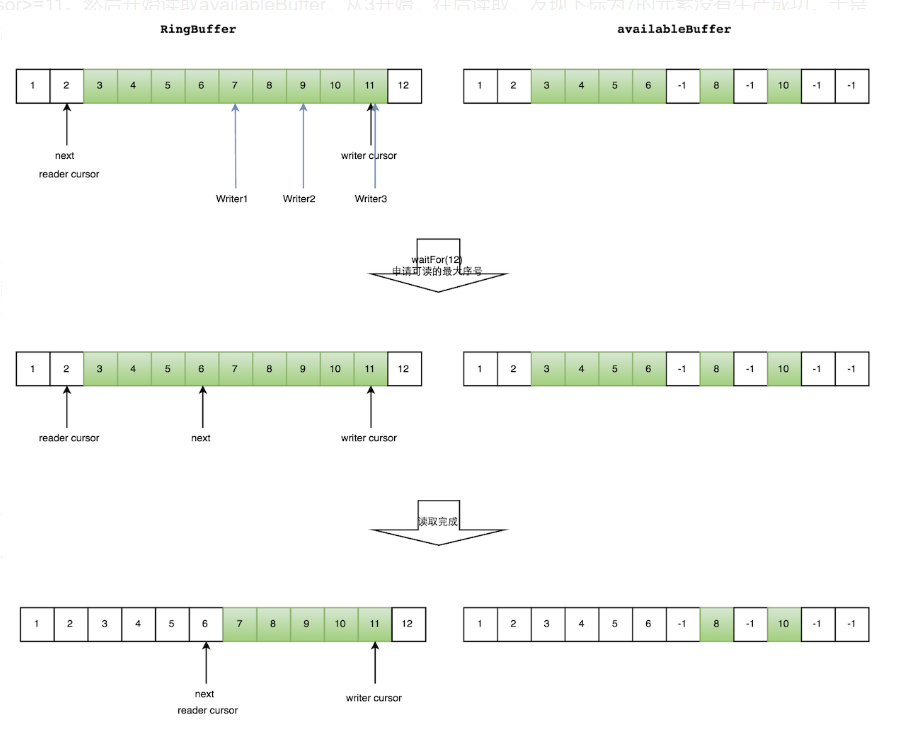 sor>=11。然后开始读取availableBuffer，从3开始，往后读取，发现下标为7的元素没有生产成功，于是
RingBuffer
availableBuffer
1 2 3 4 5 6 7 8 9 10 11 12
1 2 3 4 5 6 -1 8 -1 10 -1 -1
next
writer cursor
reader cursor
Writer1 Writer2 Writer3
waitFor(12)
申请可读的最大序号
1 2 3 4 5 6 7 8 9 10 11 12
1 2 3 4 5 6 -1 8 -1 10 -1 -1
reader cursor next writer cursor
读取完成
1 2 3 4 5 6 7 8 9 10 11 12
1 2 3 4 5 6 -1 8 -1 10 -1 -1
next
writer cursor
reader cursor